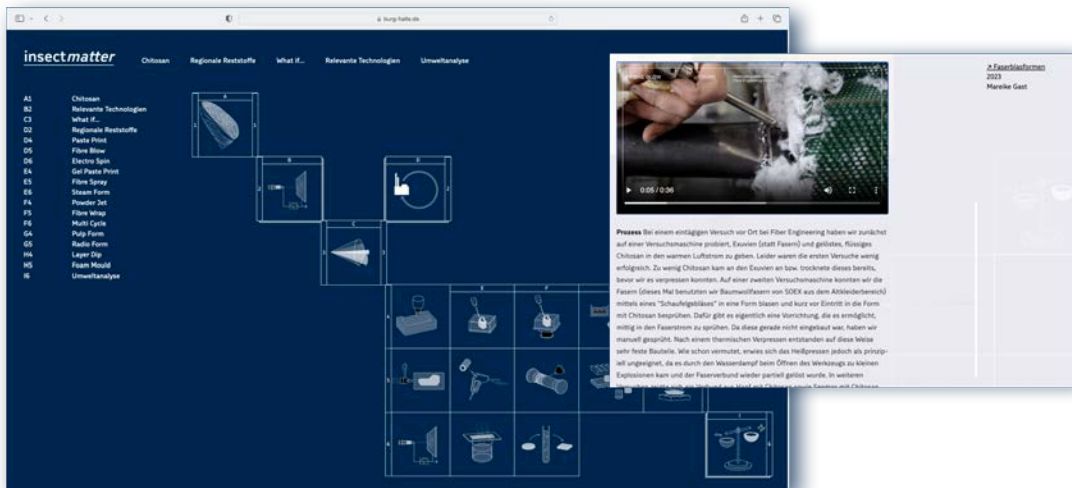 burg-halle.de
insectmatter
Chitosan Regionale Reststoffe What if... Relevante Technologien Umweltanalyse
A1 Chitosan
B2 Relevante Technologien
C3 What if...
D2 Regionale Reststoffe
D4 Paste Print
D5 Fibre Blow
D6 Electro Spin
E4 Gel Paste Print
E5 Fibre Spray
E6 Steam Form
F4 Powder Jet
F5 Fibre Wrap
F6 Multi Cycle
G4 Pulp Form
G5 Radio Form
H4 Layer Dip
H5 Foam Mould
I6 Umweltanalyse
A
1 1
B D
2 2
C
3 3
E F
4
5
I
6 6
0:05 / 0:36
↗ Faserblasformen
2023
Mareike Gast
Prozess Bei einem eintägigen Versuch vor Ort bei Fiber Engineering haben wir zunächst
auf einer Versuchsmaschine probiert, Exuvien (statt Fasern) und gelöstes, flüssiges
Chitosan in den warmen Luftstrom zu geben. Leider waren die ersten Versuche wenig
erfolgreich. Zu wenig Chitosan kam an den Exuvien an bzw. trocknete dieses bereits,
bevor wir es verpressen konnten. Auf einer zweiten Versuchsmaschine konnten wir die
Fasern (dieses Mal benutzten wir Baumwollfasern von SOEX aus dem Altkleiderbereich)
mittels eines "Schaufelgebläses" in eine Form blasen und kurz vor Eintritt in die Form
mit Chitosan besprühen. Dafür gibt es eigentlich eine Vorrichtung, die es ermöglicht,
mittig in den Faserstrom zu sprühen. Da diese gerade nicht eingebaut war, haben wir
manuell gesprüht. Nach einem thermischen Verpressen entstanden auf diese Weise
sehr feste Bauteile. Wie schon vermutet, erwies sich das Heißpressen jedoch als prinzip-
iell ungeeignet, da es durch den Wasserdampf beim Öffnen des Werkzeugs zu kleinen
Explosionen kam und der Faserverbund wieder partiell gelöst wurde. In weiteren